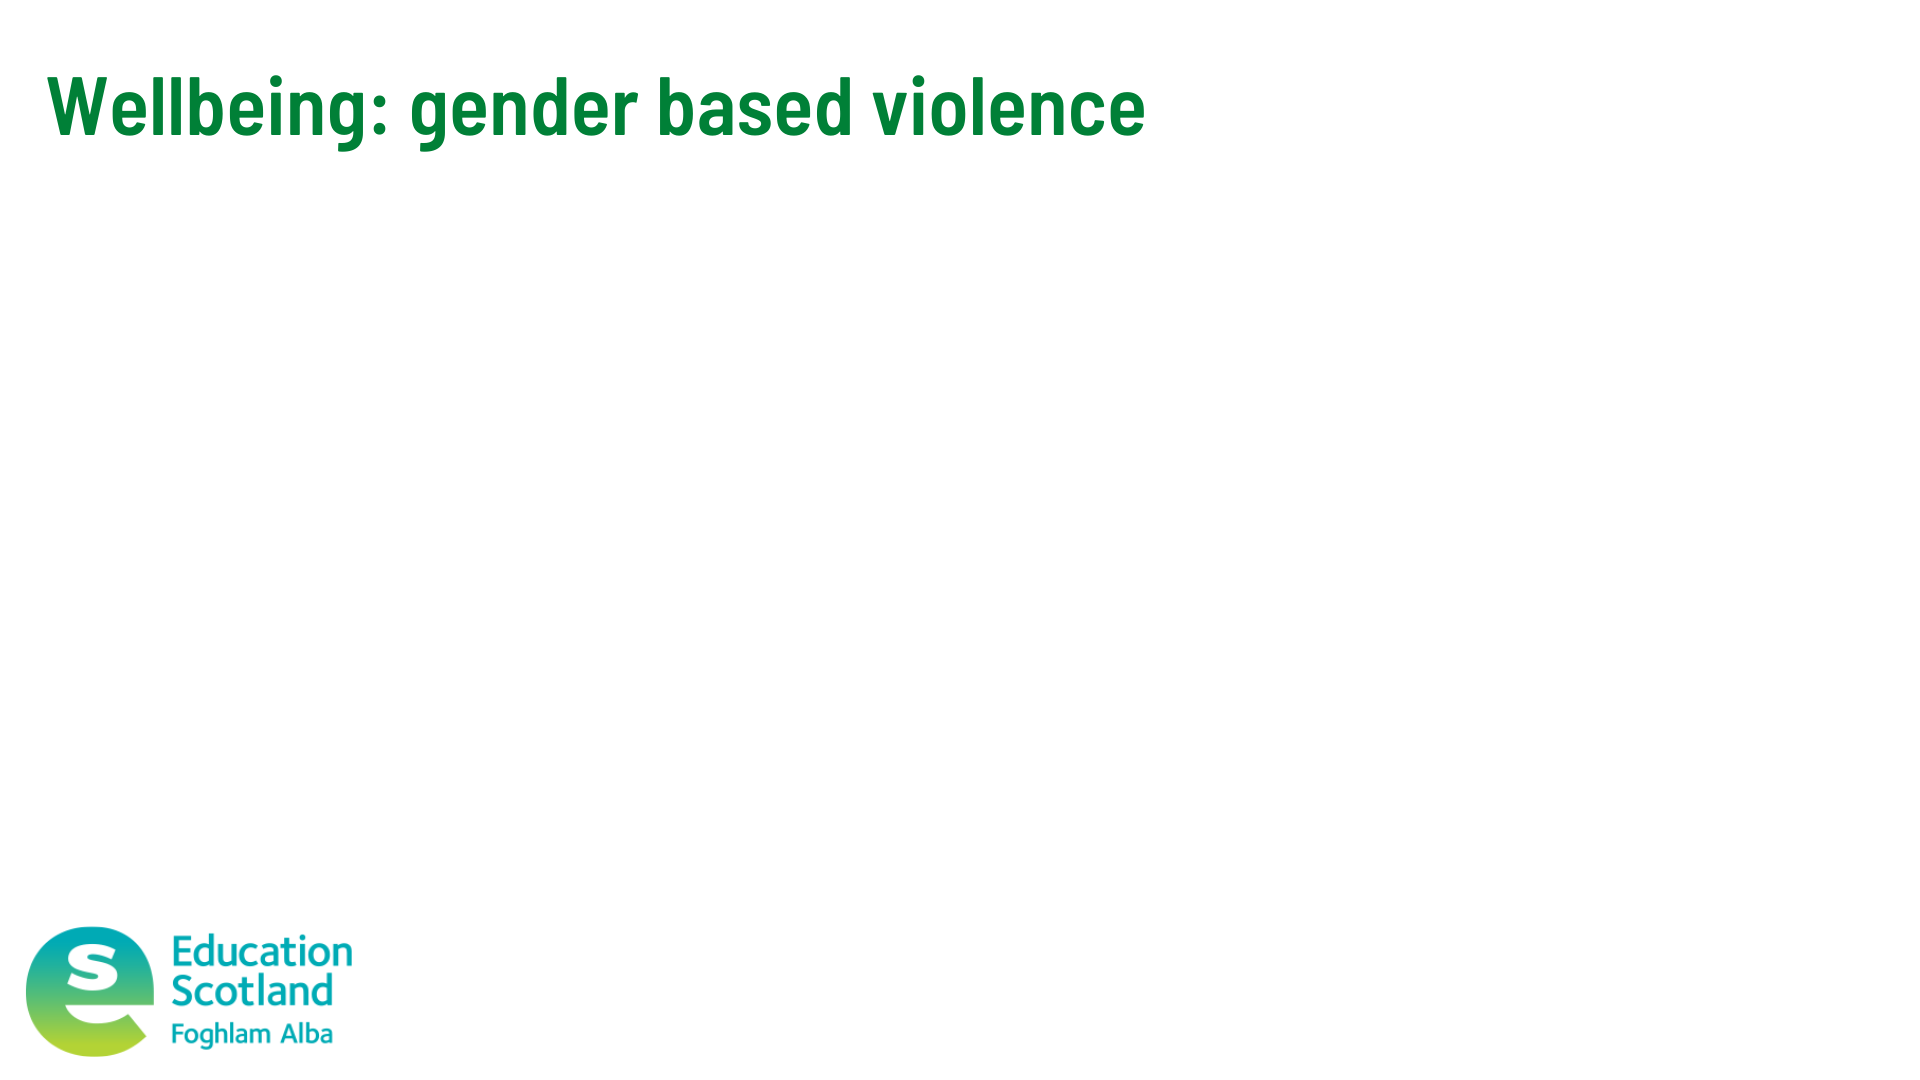 Wellbeing: gender based violence
Education
Scotland
Foghlam Alba